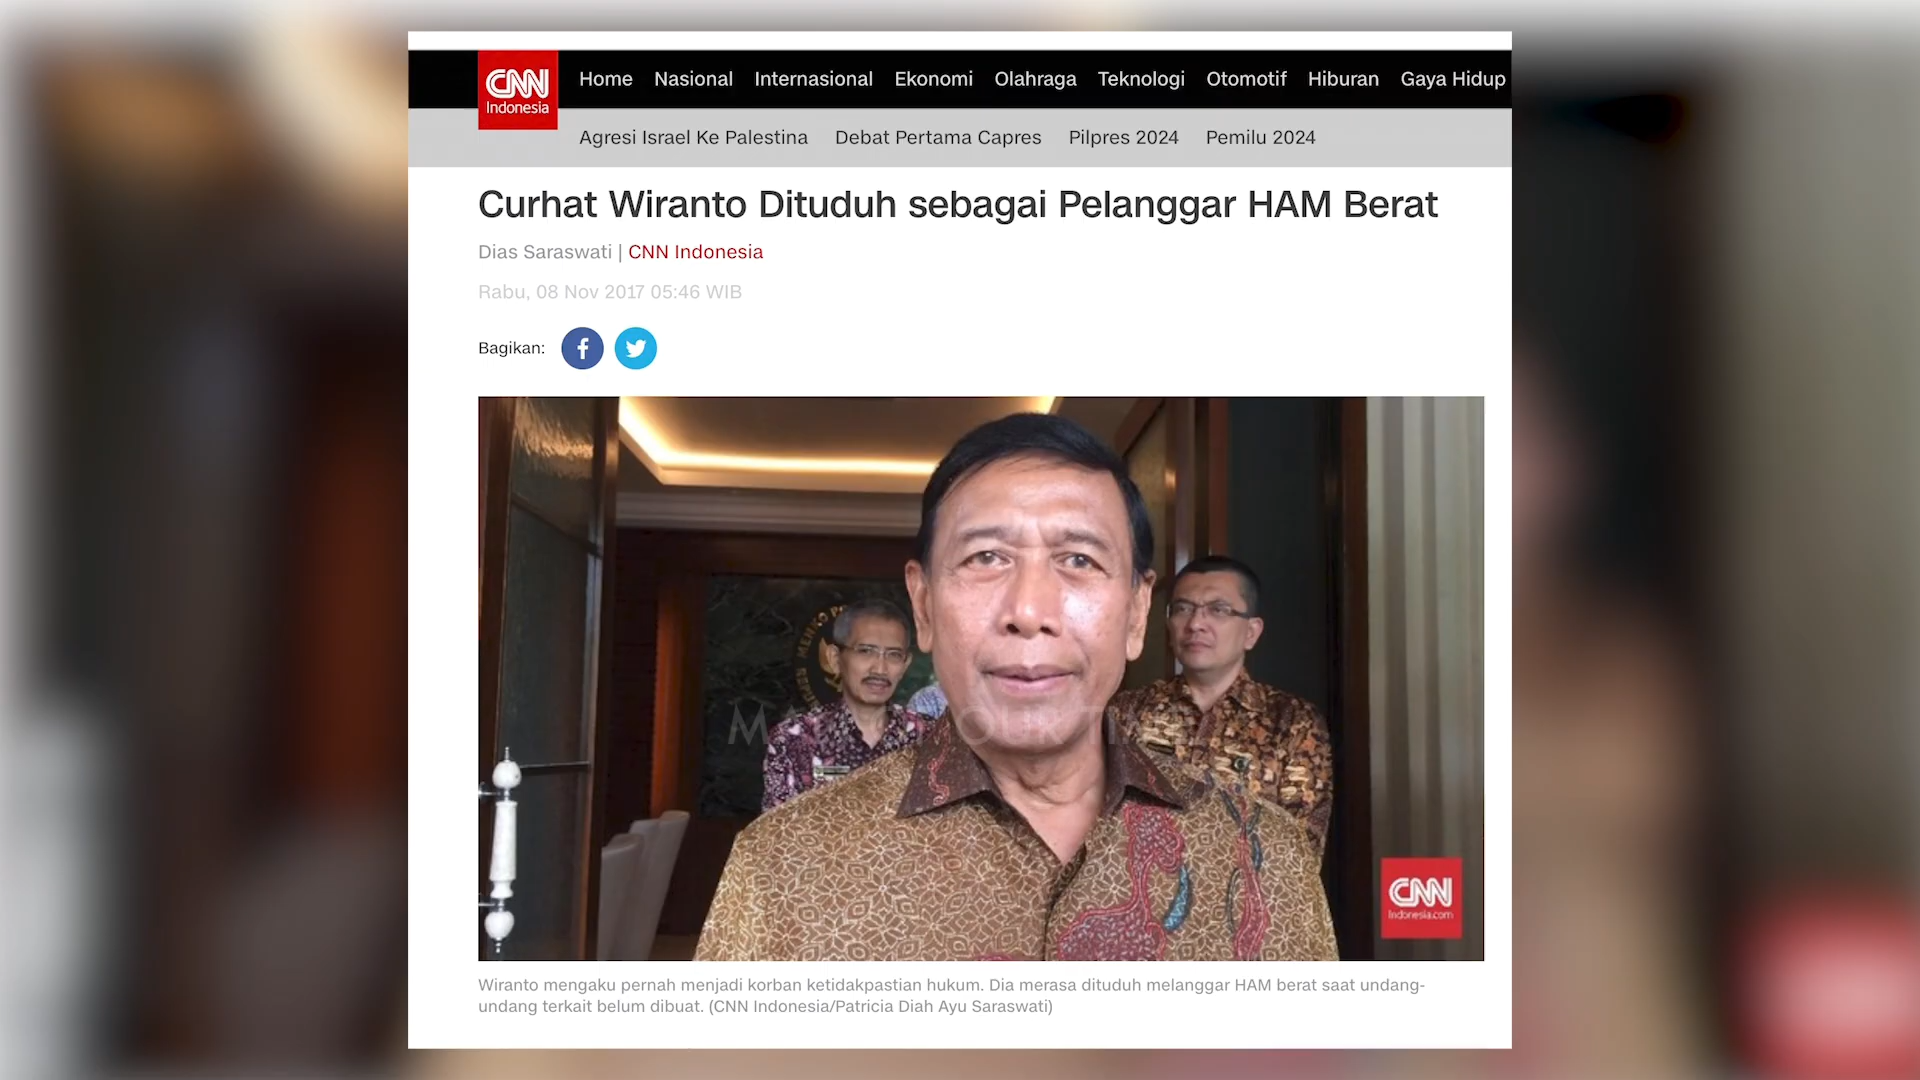 CNN
Indonesia
Home Nasional Internasional Ekonomi Olahraga Teknologi Otomotif Hiburan Gaya Hidup
Agresi Israel Ke Palestina Debat Pertama Capres Pilpres 2024 Pemilu 2024
Curhat Wiranto Dituduh sebagai Pelanggar HAM Berat
Dias Saraswati | CNN Indonesia
Rabu, 08 Nov 2017 05:46 WIB
Bagikan:
CNN
Indonesia.com
Wiranto mengaku pernah menjadi korban ketidakpastian hukum. Dia merasa dituduh melanggar HAM berat saat undang-
undang terkait belum dibuat. (CNN Indonesia/Patricia Diah Ayu Saraswati)